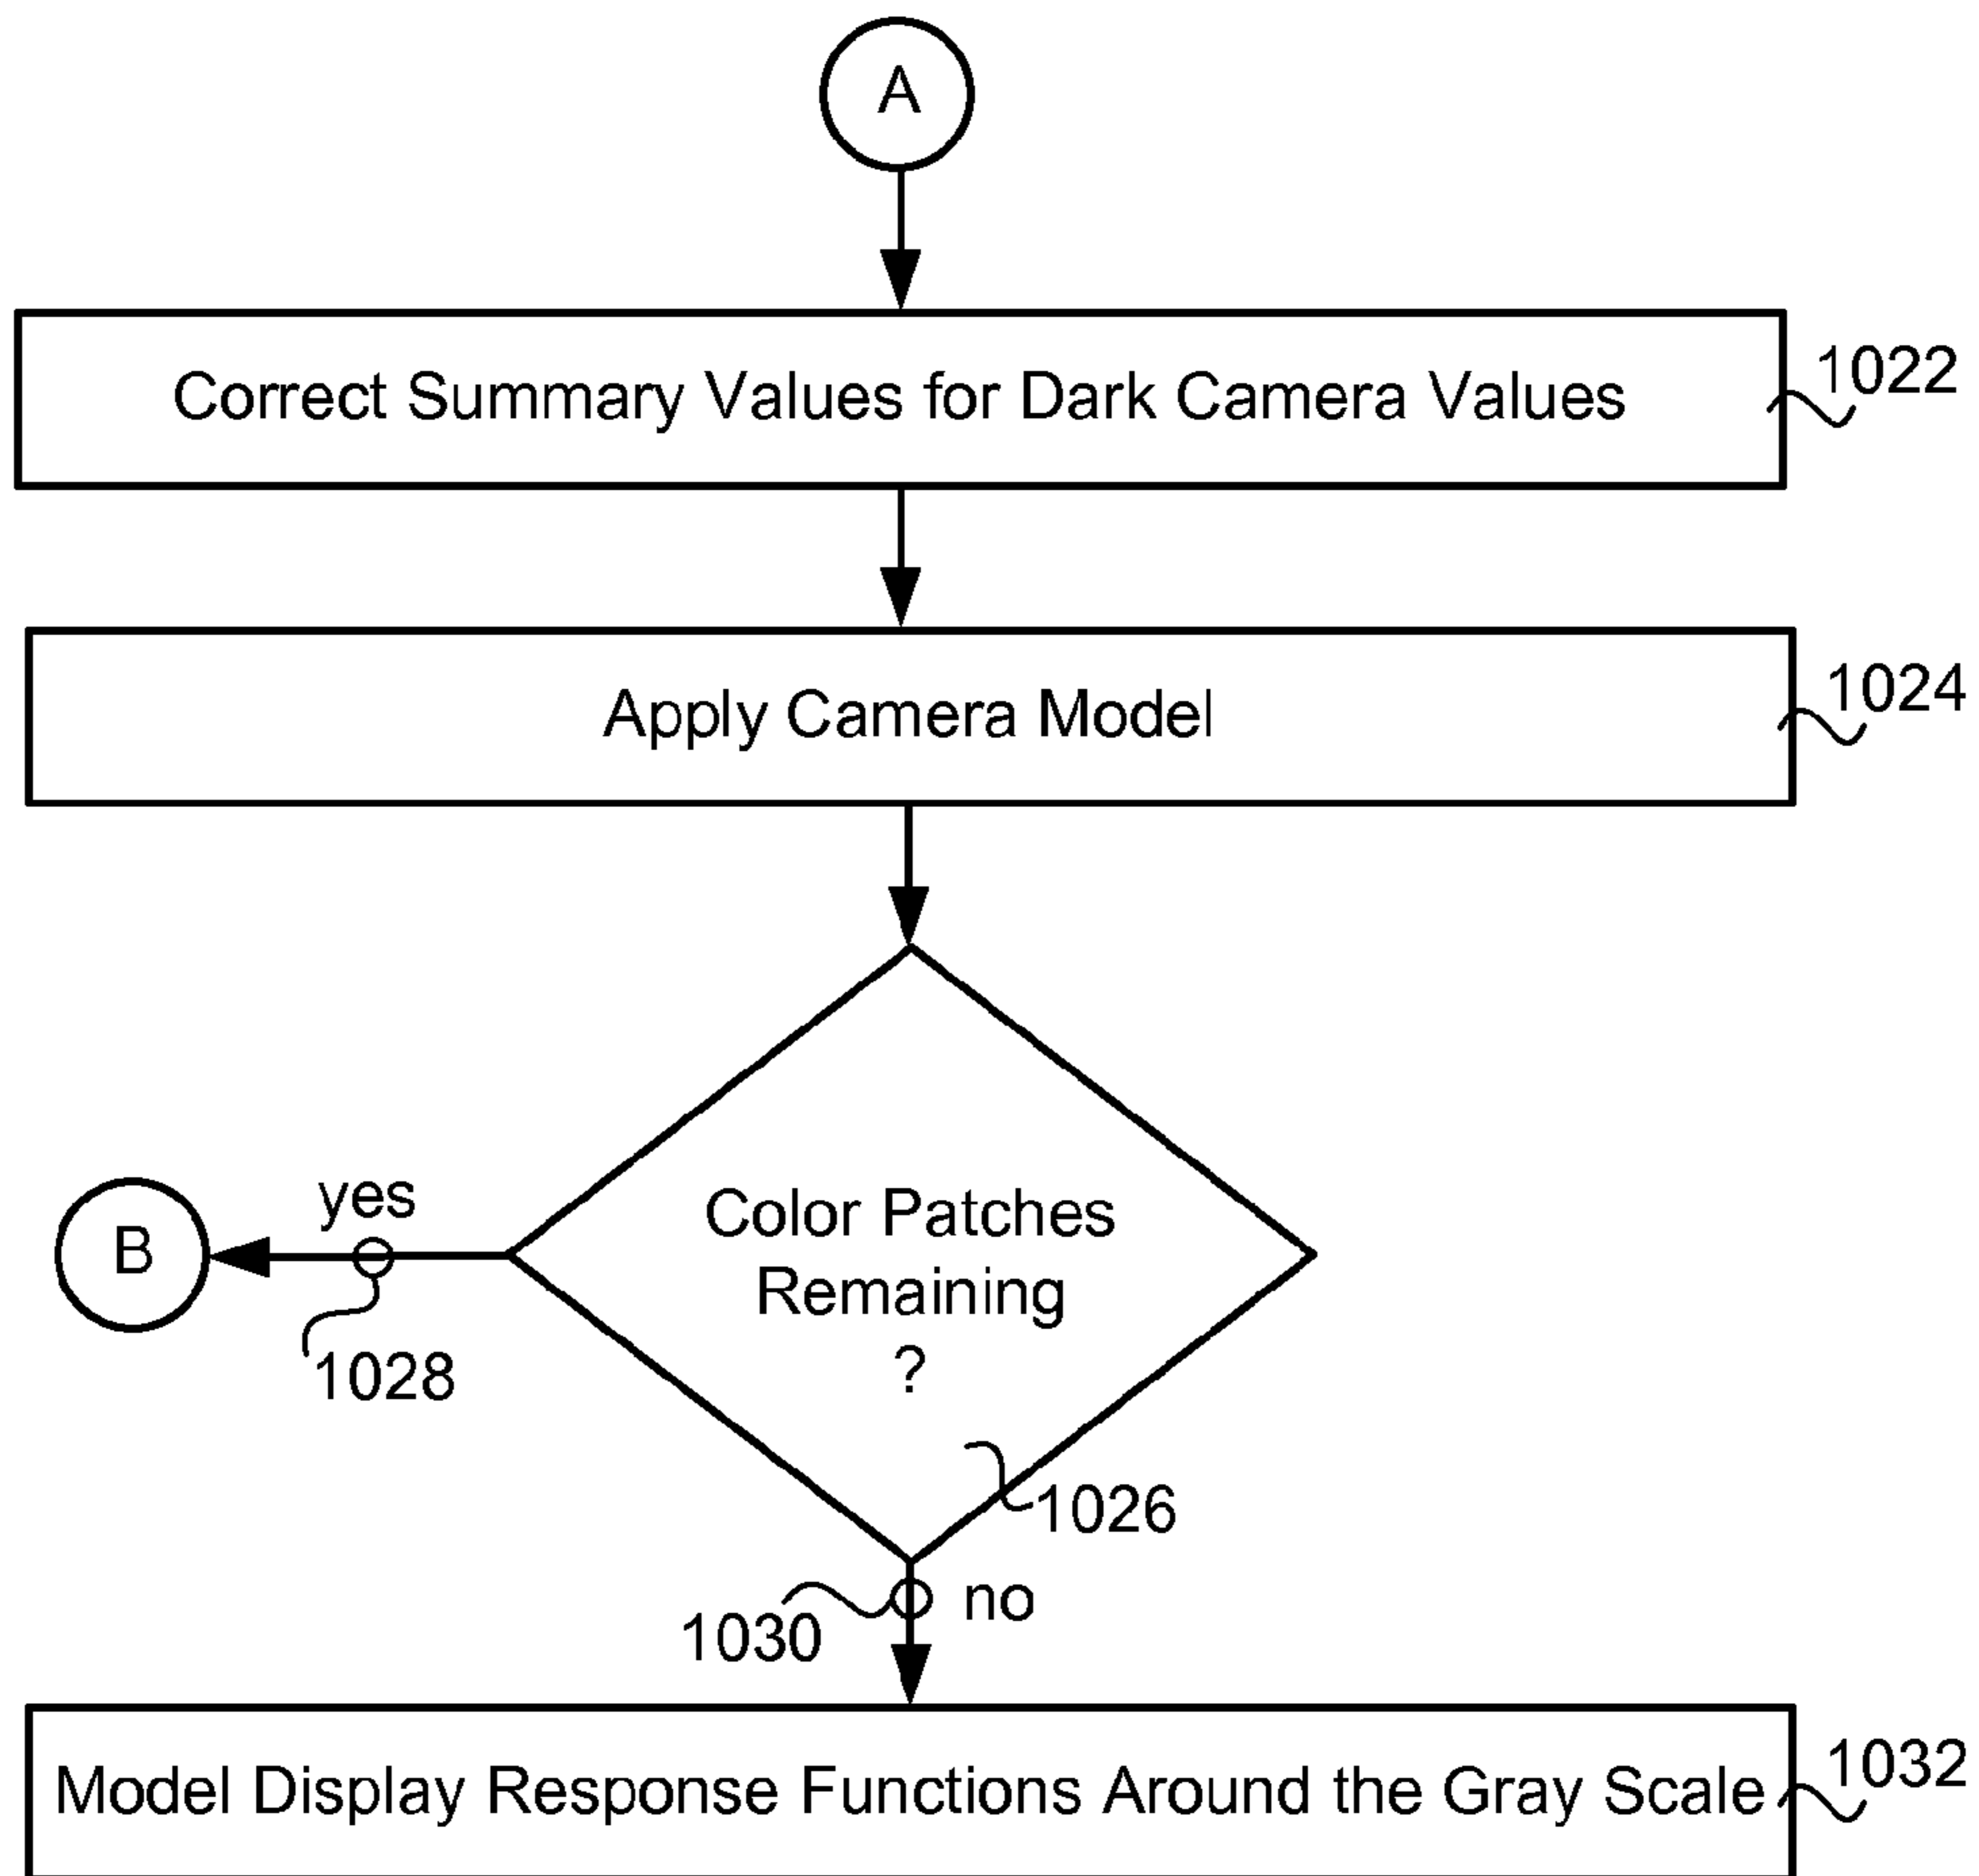 A
Correct Summary Values for Dark Camera Values
1022
Apply Camera Model
1024
Color Patches
Remaining
?
1026
yes
B
1028
no
1030
Model Display Response Functions Around the Gray Scale
1032